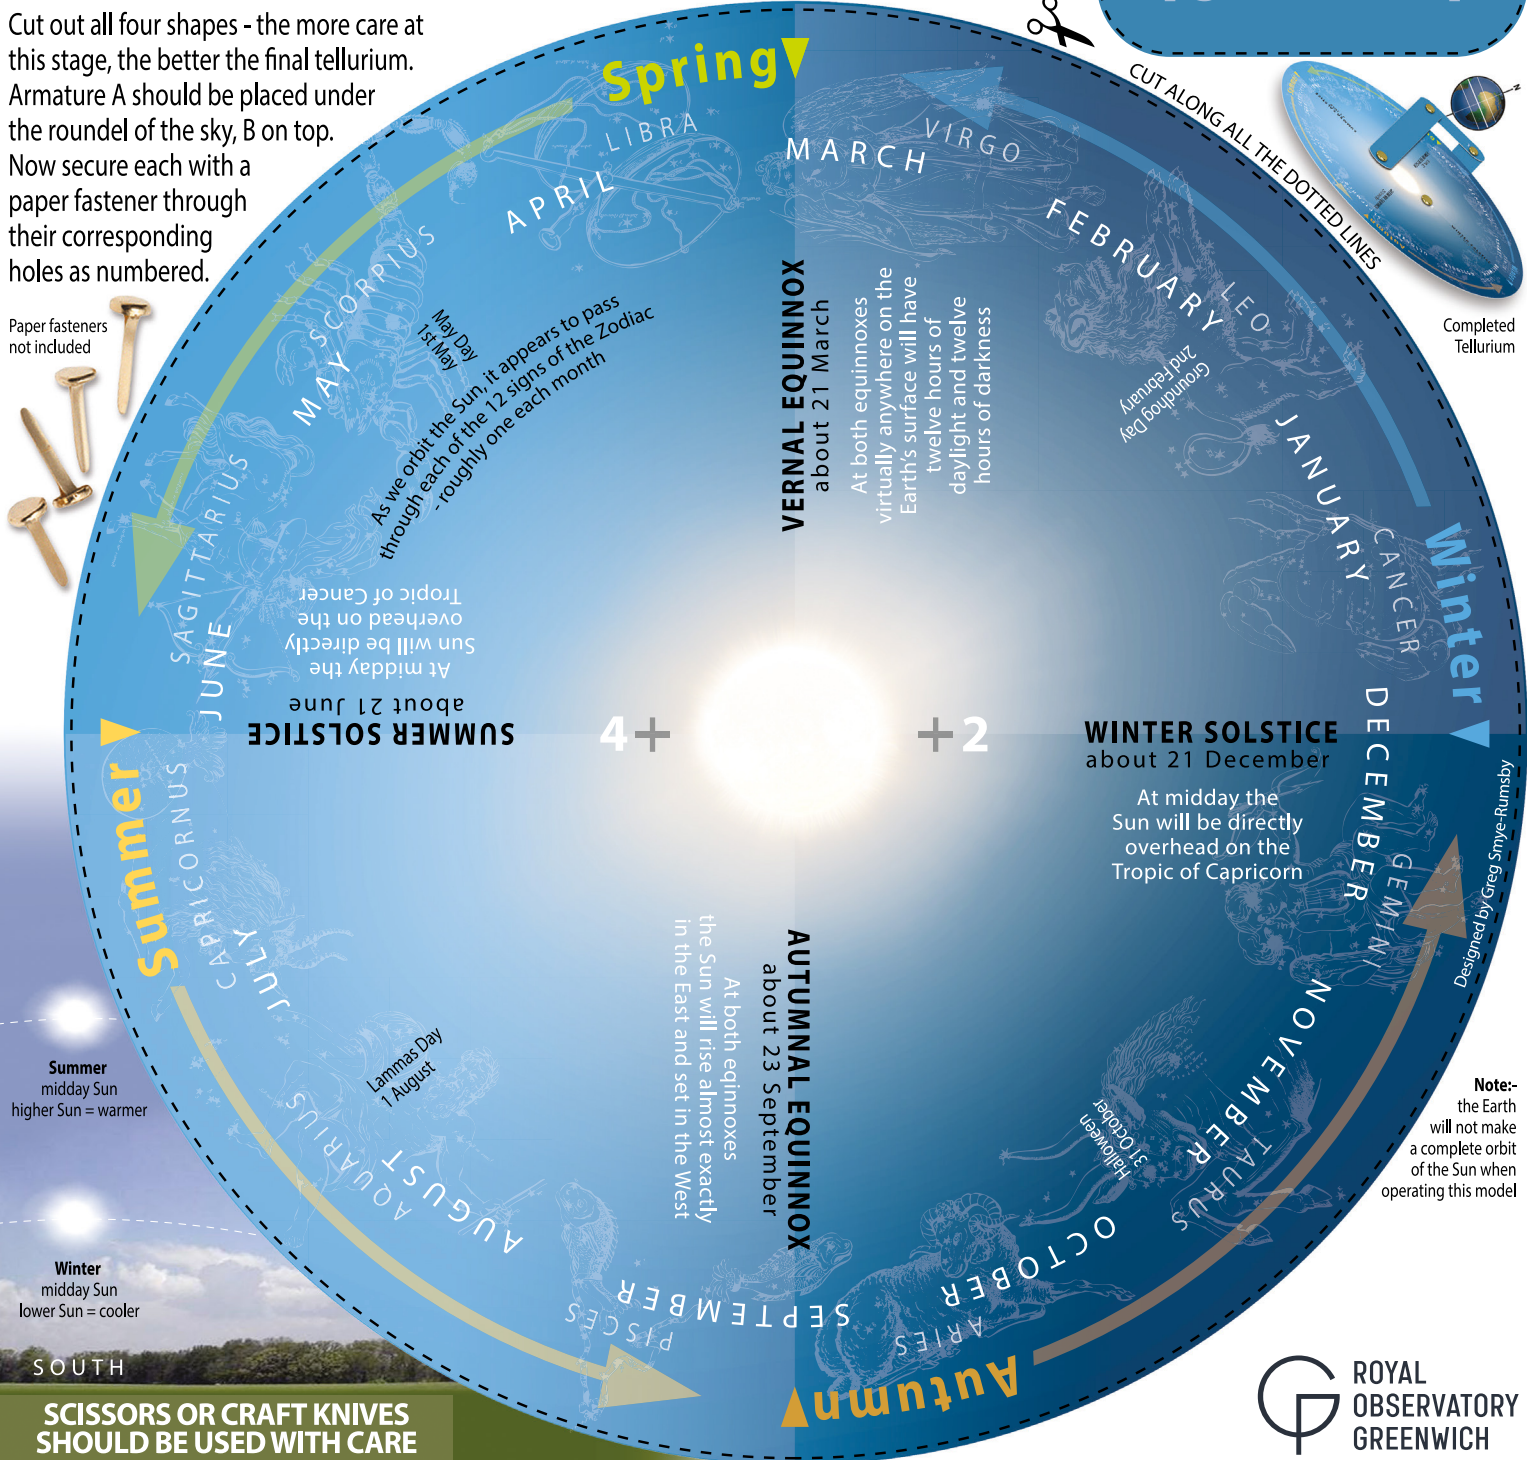 Cut out all four shapes - the more care at
this stage, the better the final tellurium.
Armature A should be placed under
the roundel of the sky, B on top.
Now secure each with a
paper fastener through
their corresponding
holes as numbered.
Paper fasteners
not included
CUT ALONG ALL THE DOTTED LINES
Completed
Tellurium
Spring
LIBRA
VIRGO
MARCH
APRIL
FEBRUARY
LEO
SCORPIUS
MAY
May Day
1st May
As we orbit the Sun, it appears to pass
through each of the 12 signs of the Zodiac
- roughly one each month
VERNAL EQUINNOX
about 21 March
At both equinnoxes
virtually anywhere on the
Earth's surface will have
twelve hours of
daylight and twelve
hours of darkness
Groundhog Day
2nd February
JANUARY
CANCER
Winter
SAGITTARIUS
JUNE
SUMMER SOLSTICE
about 21 June
At midday the
Sun will be directly
overhead on the
Tropic of Cancer
4
2
WINTER SOLSTICE
about 21 December
At midday the
Sun will be directly
overhead on the
Tropic of Capricorn
DECEMBER
GEMINI
Designed by Greg Smye-Rumsby
Summer
CAPRICORNUS
JULY
Lammas Day
1 August
AQUARIUS
AUGUST
AUTUMNAL EQUINNOX
about 23 September
At both eqinnoxes
the Sun will rise almost exactly
in the East and set in the West
Halloween
31 October
NOVEMBER
TAURUS
OCTOBER
ARIES
SEPTEMBER
PISCES
Autumn
Summer
midday Sun
higher Sun = warmer
Winter
midday Sun
lower Sun = cooler
SOUTH
SCISSORS OR CRAFT KNIVES
SHOULD BE USED WITH CARE
Note:-
the Earth
will not make
a complete orbit
of the Sun when
operating this model
ROYAL
OBSERVATORY
GREENWICH